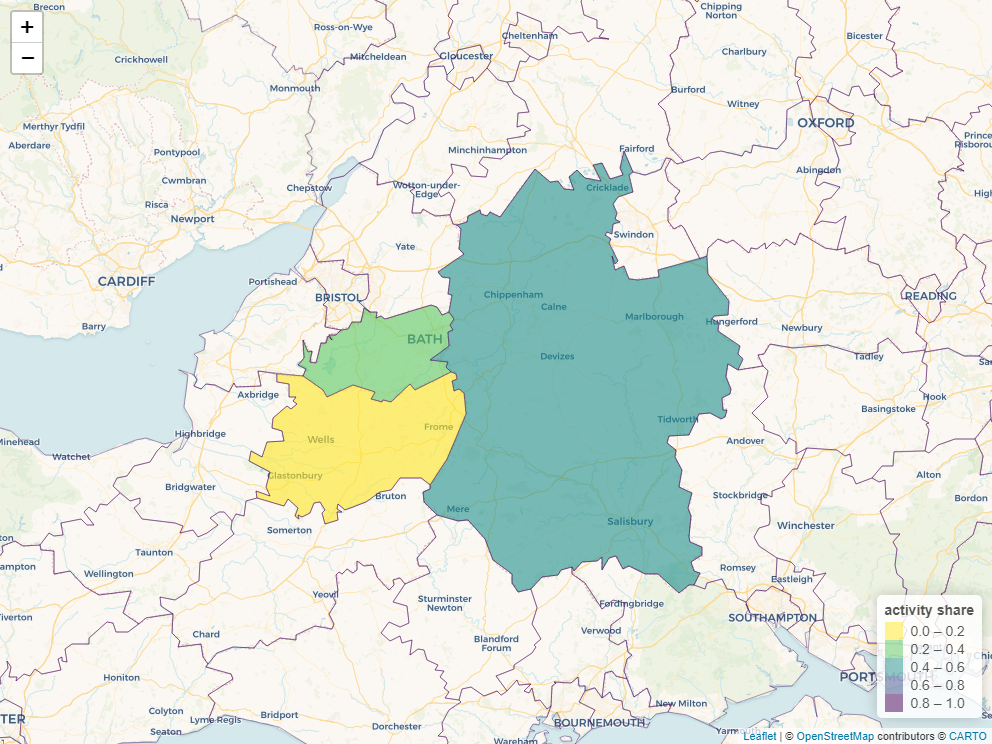 Brecon
Chipping
Norton
Ross-on-Wye
Cheltenham
Bicester
+
Crickhowell
Mitcheldean
Gloucester
Charlbury
−
Monmouth
Burford
Witney
Merthyr Tydfil
OXFORD
Aberdare
Pontypool
Minchinhampton
Fairford
Prince
Risborou
Abingdon
Cwmbran
Chepstow
Wotton-under-
Edge
Cricklade
Risca
Newport
Swindon
Yate
CARDIFF
Portishead
BRISTOL
Chippenham
Calne
READING
Barry
Marlborough
Hungerford
Newbury
BATH
Devizes
Tadley
Axbridge
Hook
Basingstoke
Tidworth
Frome
Highbridge
Wells
Andover
Minehead
Watchet
Glastonbury
Alton
Bridgwater
Bruton
Stockbridge
Bordon
Mere
Somerton
Salisbury
Winchester
Taunton
ampton
Wellington
Romsey
Eastleigh
Yeovil
Sturminster
Newton
Fordingbridge
SOUTHAMPTON
Tiverton
Chard
Verwood
Blandford
Forum
Honiton
PORTSMOUTH
New Milton
Colyton
Bridport
TER
Lyme Regis
Seaton
Dorchester
BOURNEMOUTH
Wareham
activity share
0.0 – 0.2
0.2 – 0.4
0.4 – 0.6
0.6 – 0.8
0.8 – 1.0
Leaflet | © OpenStreetMap contributors © CARTO